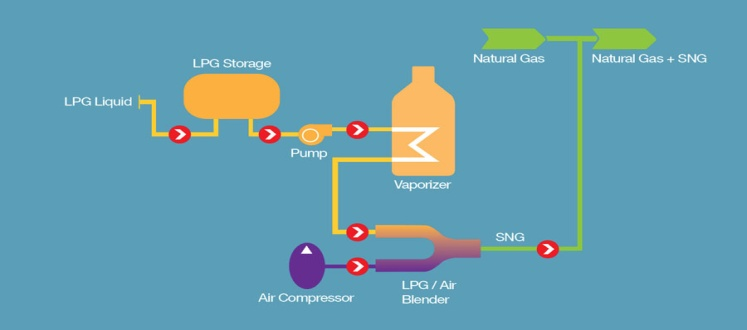 Natural Gas
Natural Gas + SNG
LPG Storage
LPG Liquid
Pump
Vaporizer
SNG
Air Compressor
LPG / Air
Blender